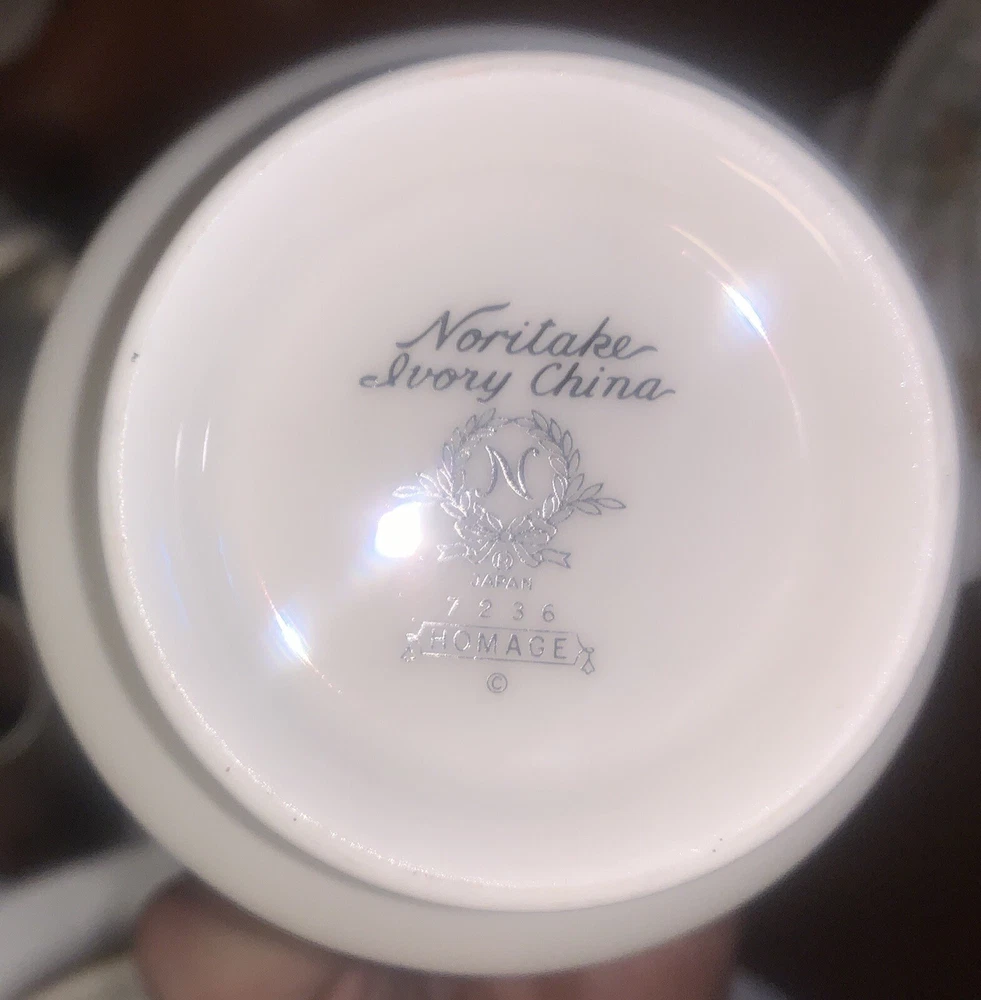 Noritake
Ivory China
N
JAPAN
7236
HOMAGE
©